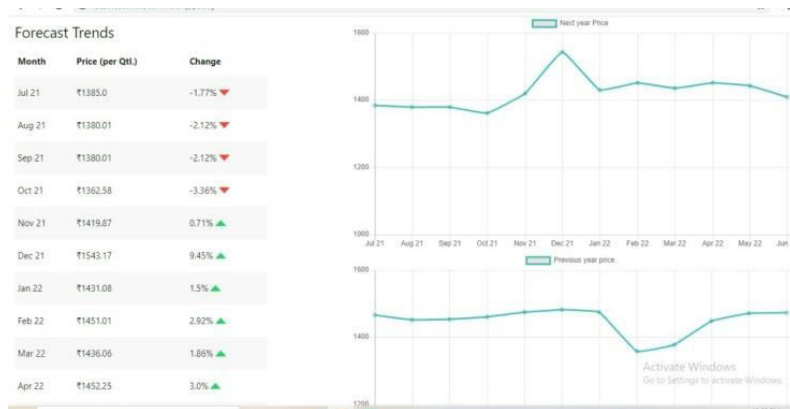 Forecast Trends
Month Price (per Qtl.) Change
Jul 21 ₹1385.0 -1.77%
Aug 21 ₹1380.01 -2.12%
Sep 21 ₹1380.01 -2.12%
Oct 21 ₹1362.58 -3.36%
Nov 21 ₹1419.87 0.71%
Dec 21 ₹1543.17 9.45%
Jan 22 ₹1431.08 1.5%
Feb 22 ₹1451.01 2.92%
Mar 22 ₹1436.06 1.86%
Apr 22 ₹1452.25 3.0%
Next year Price
1600
1400
1200
1000
Jul 21 Aug 21 Sep 21 Oct 21 Nov 21 Dec 21 Jan 22 Feb 22 Mar 22 Apr 22 May 22 Jun
Previous year price
1600
1400
1200
Activate Windows
Go to Settings to activate Windows.